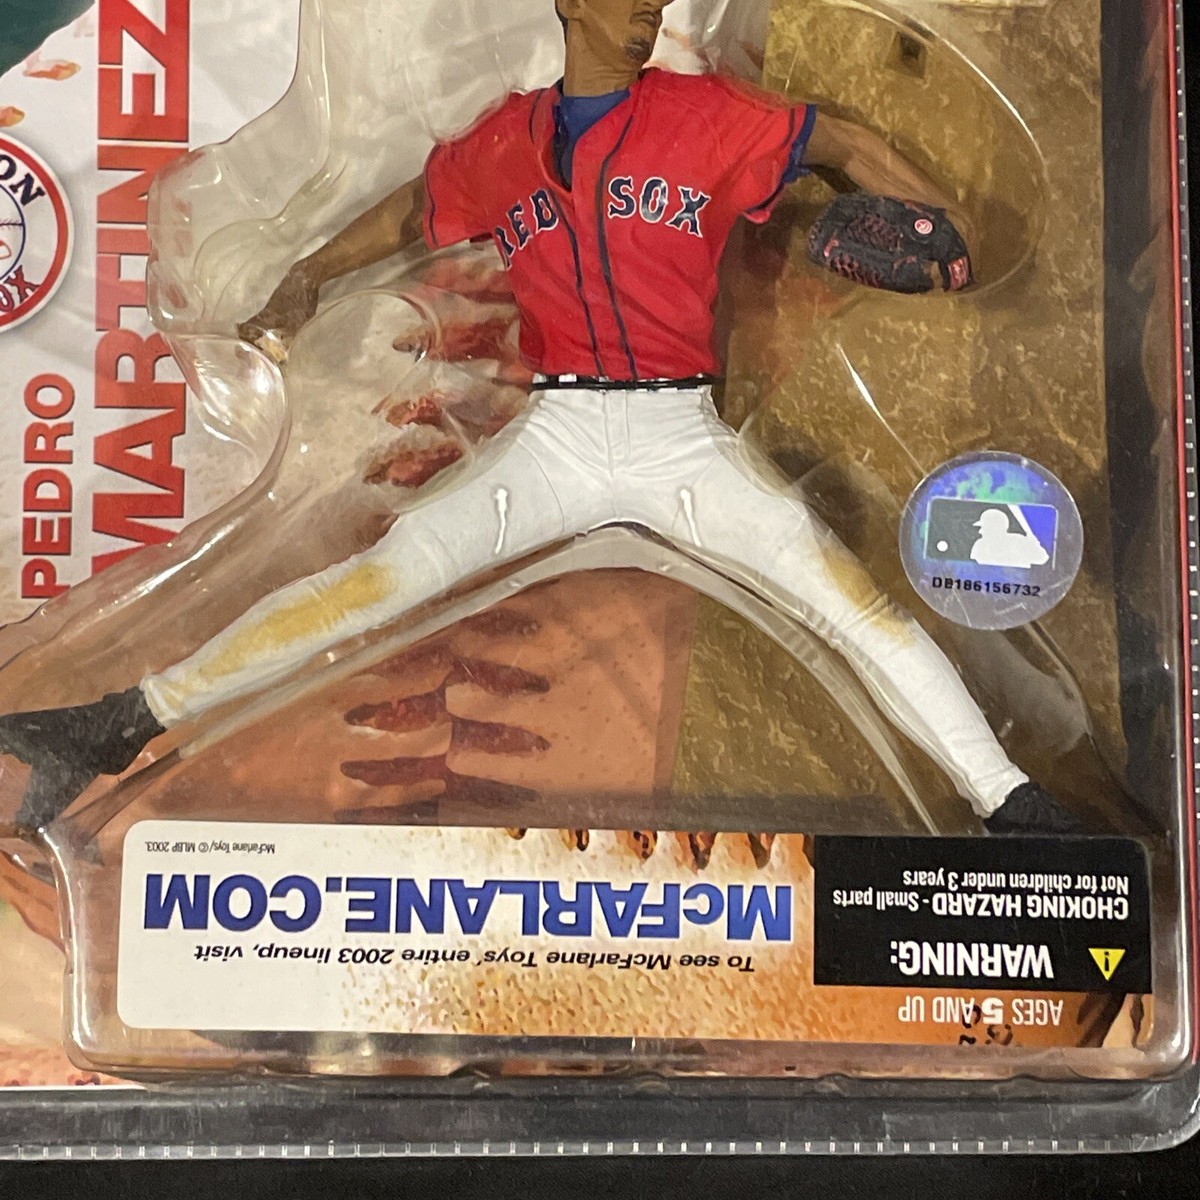 PEDRO
MARTINEZ
RED SOX
DB186156732
McFarlane Toys/© MLBP 2003.
McFARLANE.COM
To see McFarlane Toys' entire 2003 lineup, visit
WARNING:
CHOKING HAZARD - Small parts
Not for children under 3 years
AGES 5 AND UP